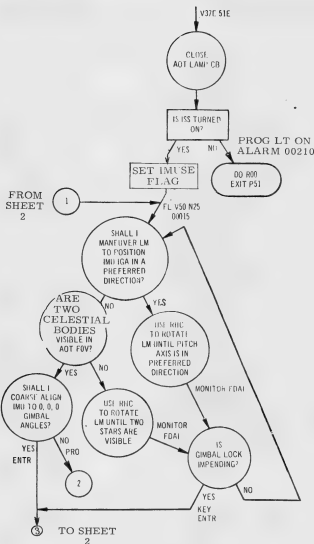 V37E 51E
CLOSE
AOT LAMP CB
IS ISS TURNED
ON?
YES
NO
PROG LT ON
ALARM 00210
SET IMUSE
FLAG
DO R00
EXIT P51
FROM
SHEET
2
1
FL V50 N25
00015
SHALL I
MANEUVER LM
TO POSITION
IMU IGA IN A
PREFERRED
DIRECTION?
NO
YES
ARE
TWO
CELESTIAL
BODIES
VISIBLE IN
AOT FOV?
USE RHC
TO ROTATE
LM UNTIL PITCH
AXIS IS IN
PREFERRED
DIRECTION
YES
NO
MONITOR FDAI
SHALL I
COARSE ALIGN
IMU TO 0, 0, 0
GIMBAL
ANGLES?
USE RHC
TO ROTATE
LM UNTIL TWO
STARS ARE
VISIBLE
MONITOR
FDAI
IS
GIMBAL LOCK
IMPENDING?
YES
ENTR
NO
PRO
2
YES
KEY
ENTR
NO
3
TO SHEET
2